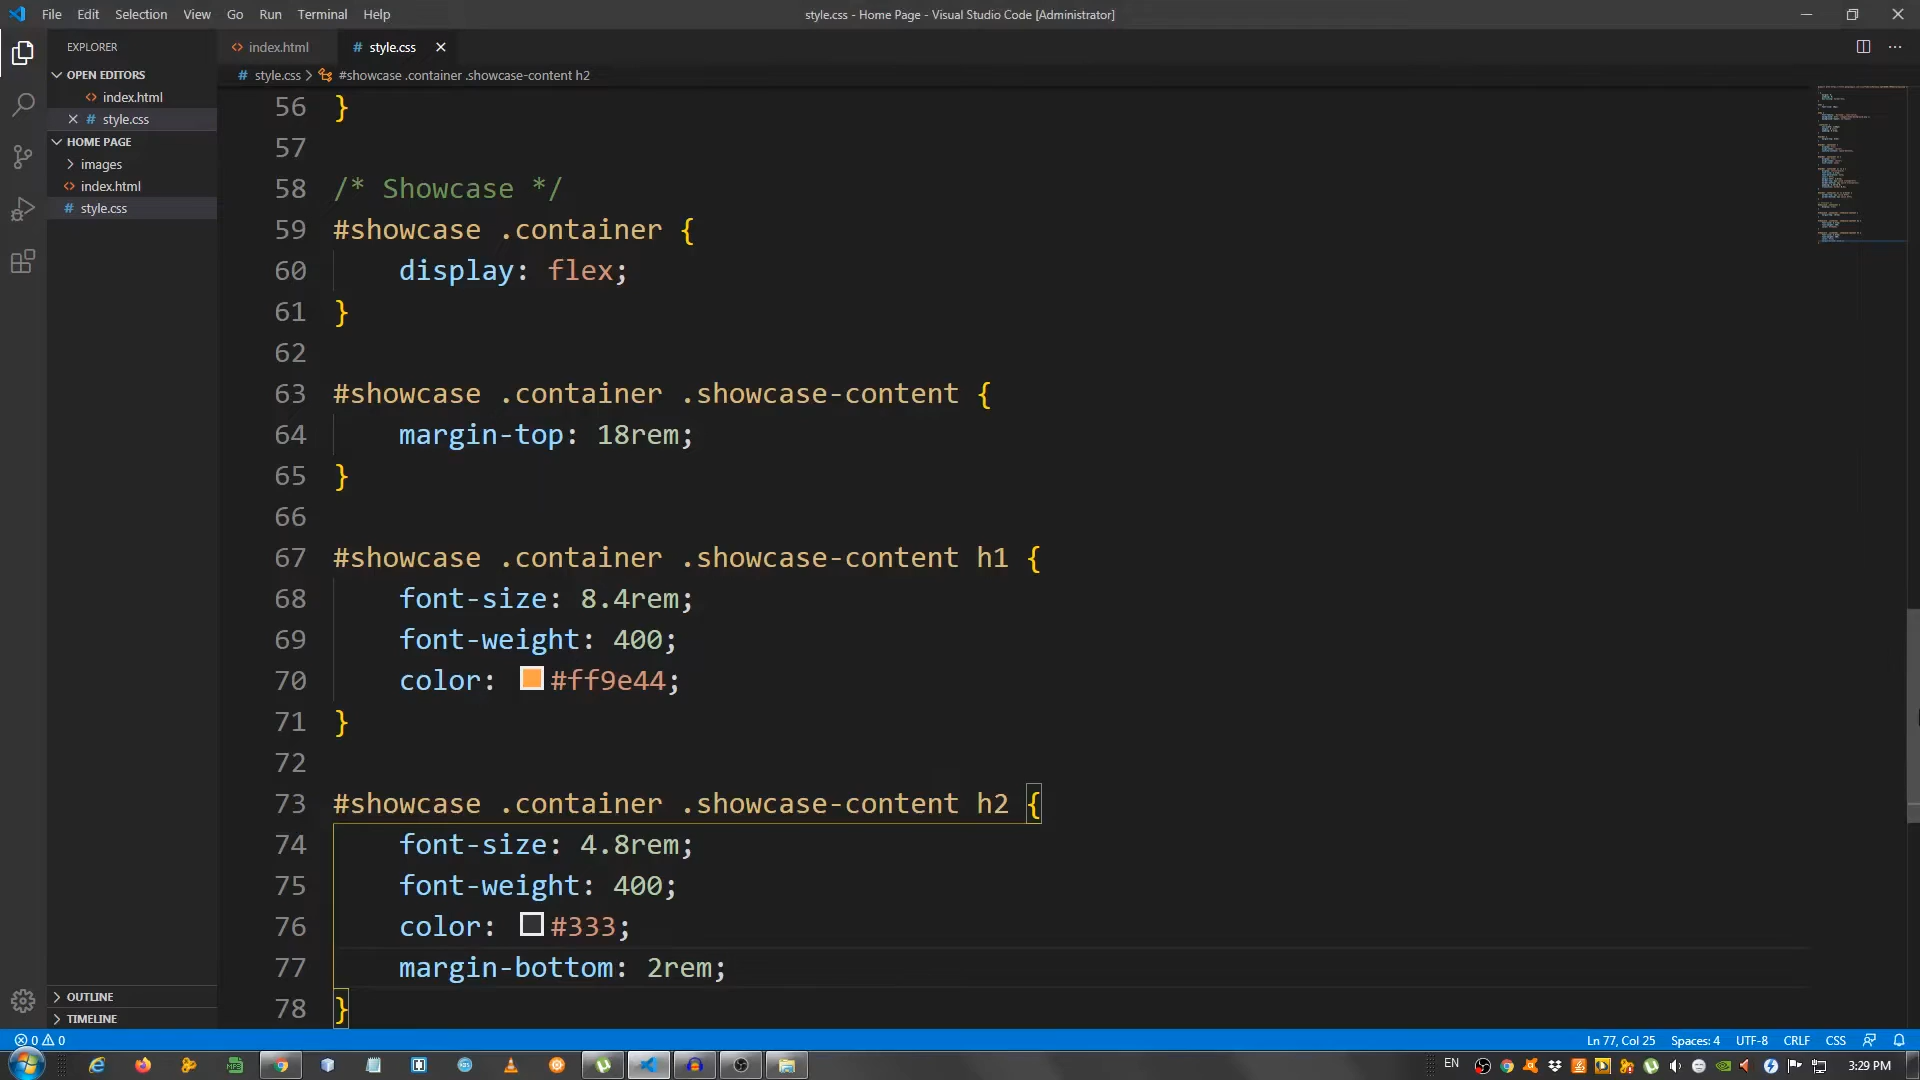 File Edit Selection View Go Run Terminal Help
style.css - Home Page - Visual Studio Code [Administrator]
EXPLORER
OPEN EDITORS
index.html
style.css
HOME PAGE
images
index.html
style.css
OUTLINE
TIMELINE
index.html
# style.css
# style.css > #showcase .container .showcase-content h2
56 }
57
58 /* Showcase */
59 #showcase .container {
60 display: flex;
61 }
62
63 #showcase .container .showcase-content {
64 margin-top: 18rem;
65 }
66
67 #showcase .container .showcase-content h1 {
68 font-size: 8.4rem;
69 font-weight: 400;
70 color: #ff9e44;
71 }
72
73 #showcase .container .showcase-content h2 {
74 font-size: 4.8rem;
75 font-weight: 400;
76 color: #333;
77 margin-bottom: 2rem;
78 }
0 0
Ln 77, Col 25 Spaces: 4 UTF-8 CRLF CSS
EN
3:29 PM